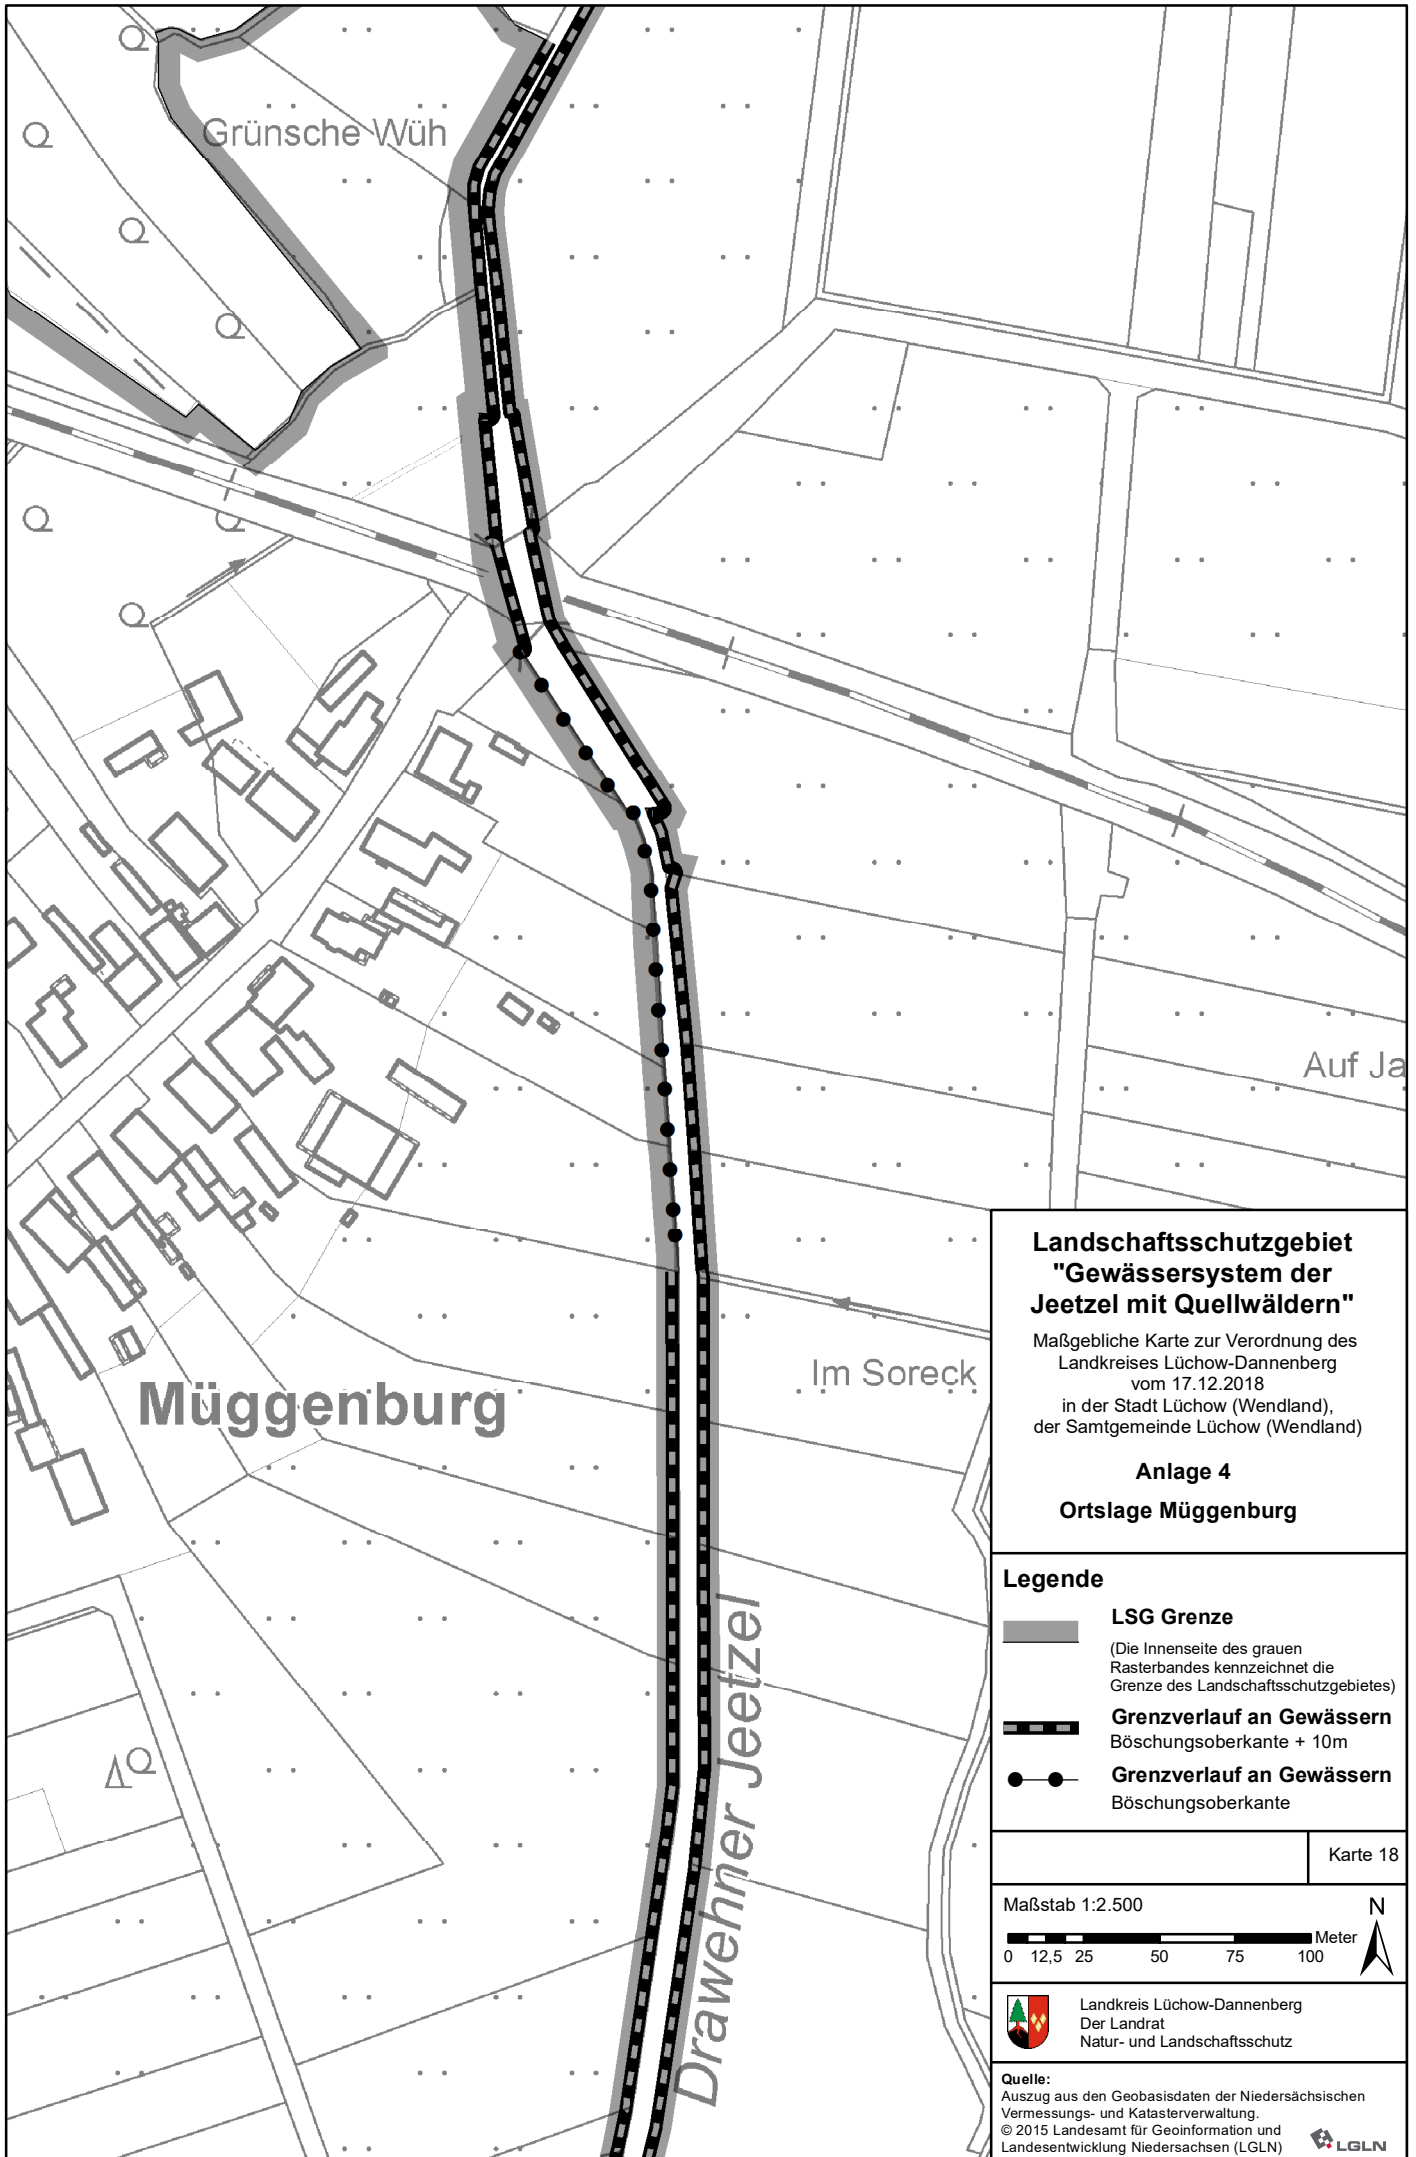 Grünsche Wüh
Auf Ja
Im Soreck
Müggenburg
Drawehner Jeetzel
Landschaftsschutzgebiet
"Gewässersystem der
Jeetzel mit Quellwäldern"
Maßgebliche Karte zur Verordnung des
Landkreises Lüchow-Dannenberg
vom 17.12.2018
in der Stadt Lüchow (Wendland),
der Samtgemeinde Lüchow (Wendland)
Anlage 4
Ortslage Müggenburg
Legende
LSG Grenze
(Die Innenseite des grauen
Rasterbandes kennzeichnet die
Grenze des Landschaftsschutzgebietes)
Grenzverlauf an Gewässern
Böschungsoberkante + 10m
Grenzverlauf an Gewässern
Böschungsoberkante
Karte 18
Maßstab 1:2.500
N
Meter
0 12,5 25 50 75 100
Landkreis Lüchow-Dannenberg
Der Landrat
Natur- und Landschaftsschutz
Quelle:
Auszug aus den Geobasisdaten der Niedersächsischen
Vermessungs- und Katasterverwaltung.
© 2015 Landesamt für Geoinformation und
Landesentwicklung Niedersachsen (LGLN)
LGLN